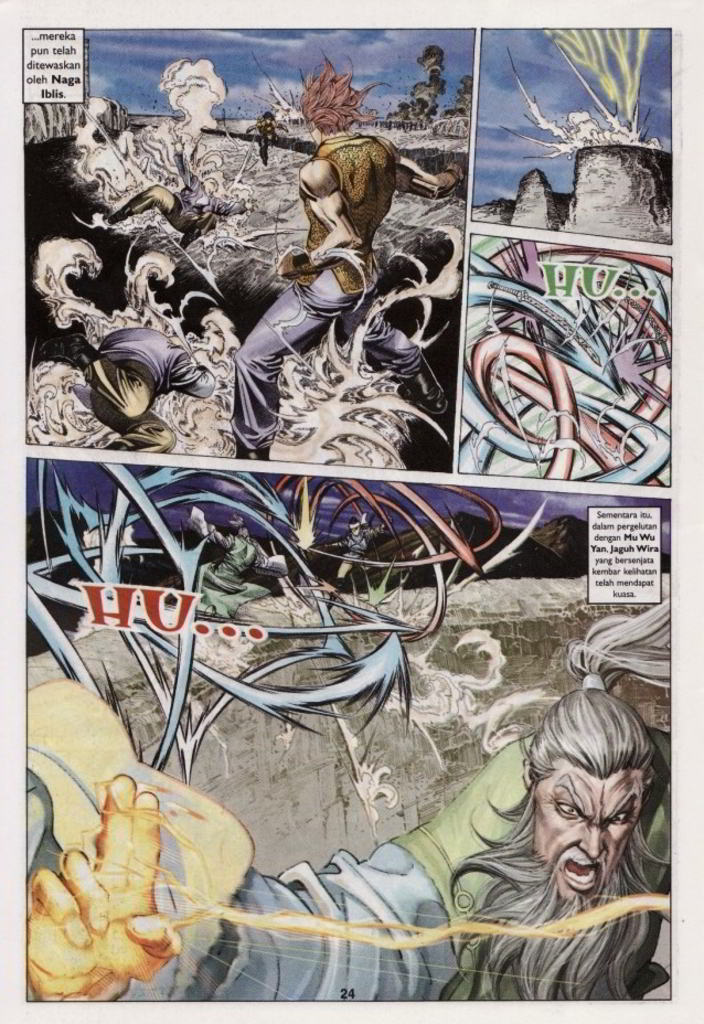 ...mereka
pun telah
ditewaskan
oleh Naga
Iblis.
HU...
HU...
Sementara itu,
dalam pergelutan
dengan Mu Wu
Yan, Jaguh Wira
yang bersenjata
kembar kelihatan
telah mendapat
kuasa.
24